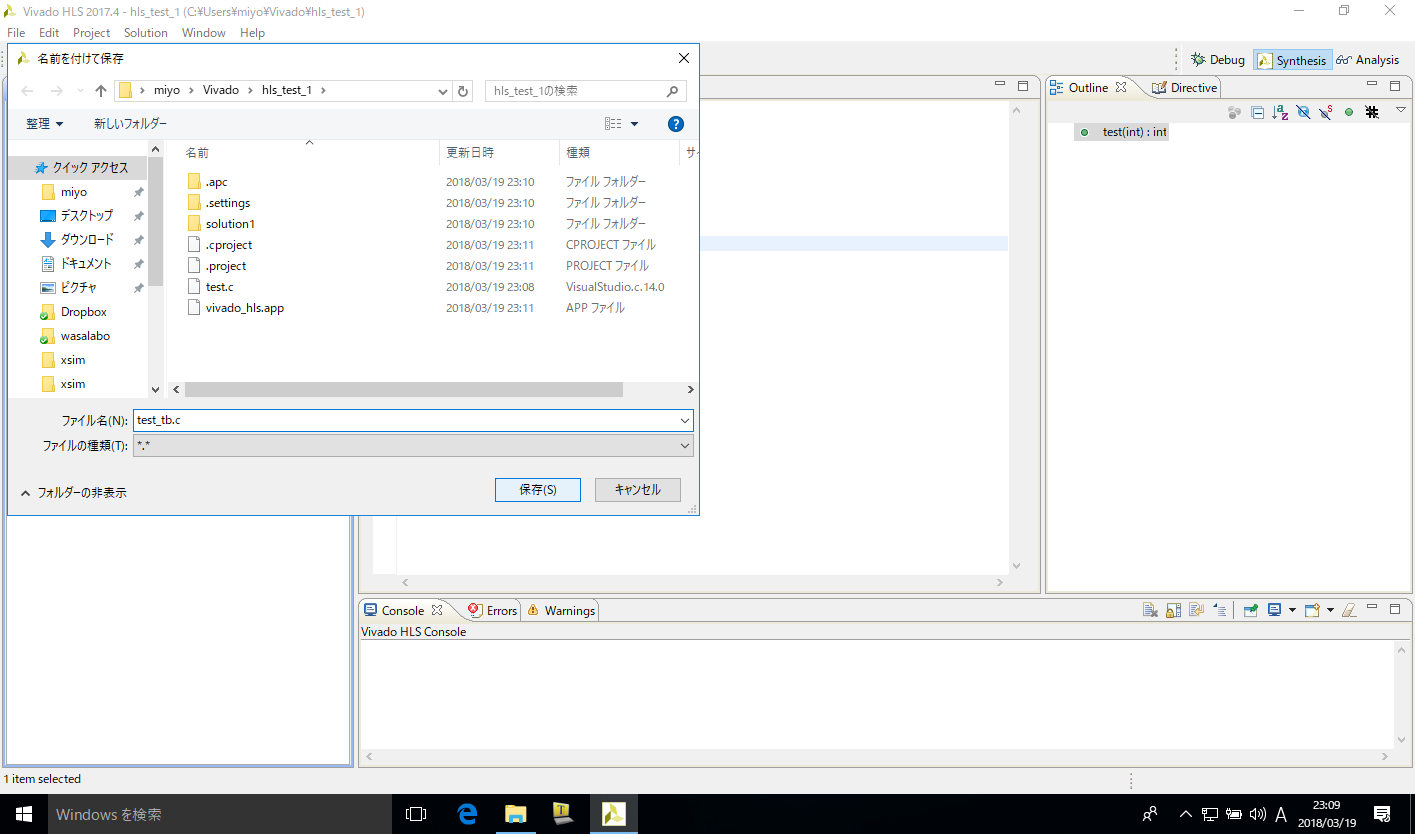 Vivado HLS 2017.4 - hls_test_1 (C:¥Users¥miyo¥Vivado¥hls_test_1)
File Edit Project Solution Window Help
名前を付けて保存
Debug Synthesis Analysis
miyo Vivado hls_test_1
hls_test_1の検索
Outline Directive
整理 新しいフォルダー
名前 更新日時 種類 サイ
test(int) : int
クイック アクセス
miyo
デスクトップ
ダウンロード
ドキュメント
ピクチャ
Dropbox
wasalabo
xsim
xsim
.apc 2018/03/19 23:10 ファイル フォルダー
.settings 2018/03/19 23:10 ファイル フォルダー
solution1 2018/03/19 23:10 ファイル フォルダー
.cproject 2018/03/19 23:11 CPROJECT ファイル
.project 2018/03/19 23:11 PROJECT ファイル
test.c 2018/03/19 23:08 VisualStudio.c.14.0
vivado_hls.app 2018/03/19 23:11 APP ファイル
ファイル名(N): test_tb.c
ファイルの種類(T): *.*
フォルダーの非表示
保存(S) キャンセル
Console Errors Warnings
Vivado HLS Console
1 item selected
Windows を検索
A
23:09
2018/03/19